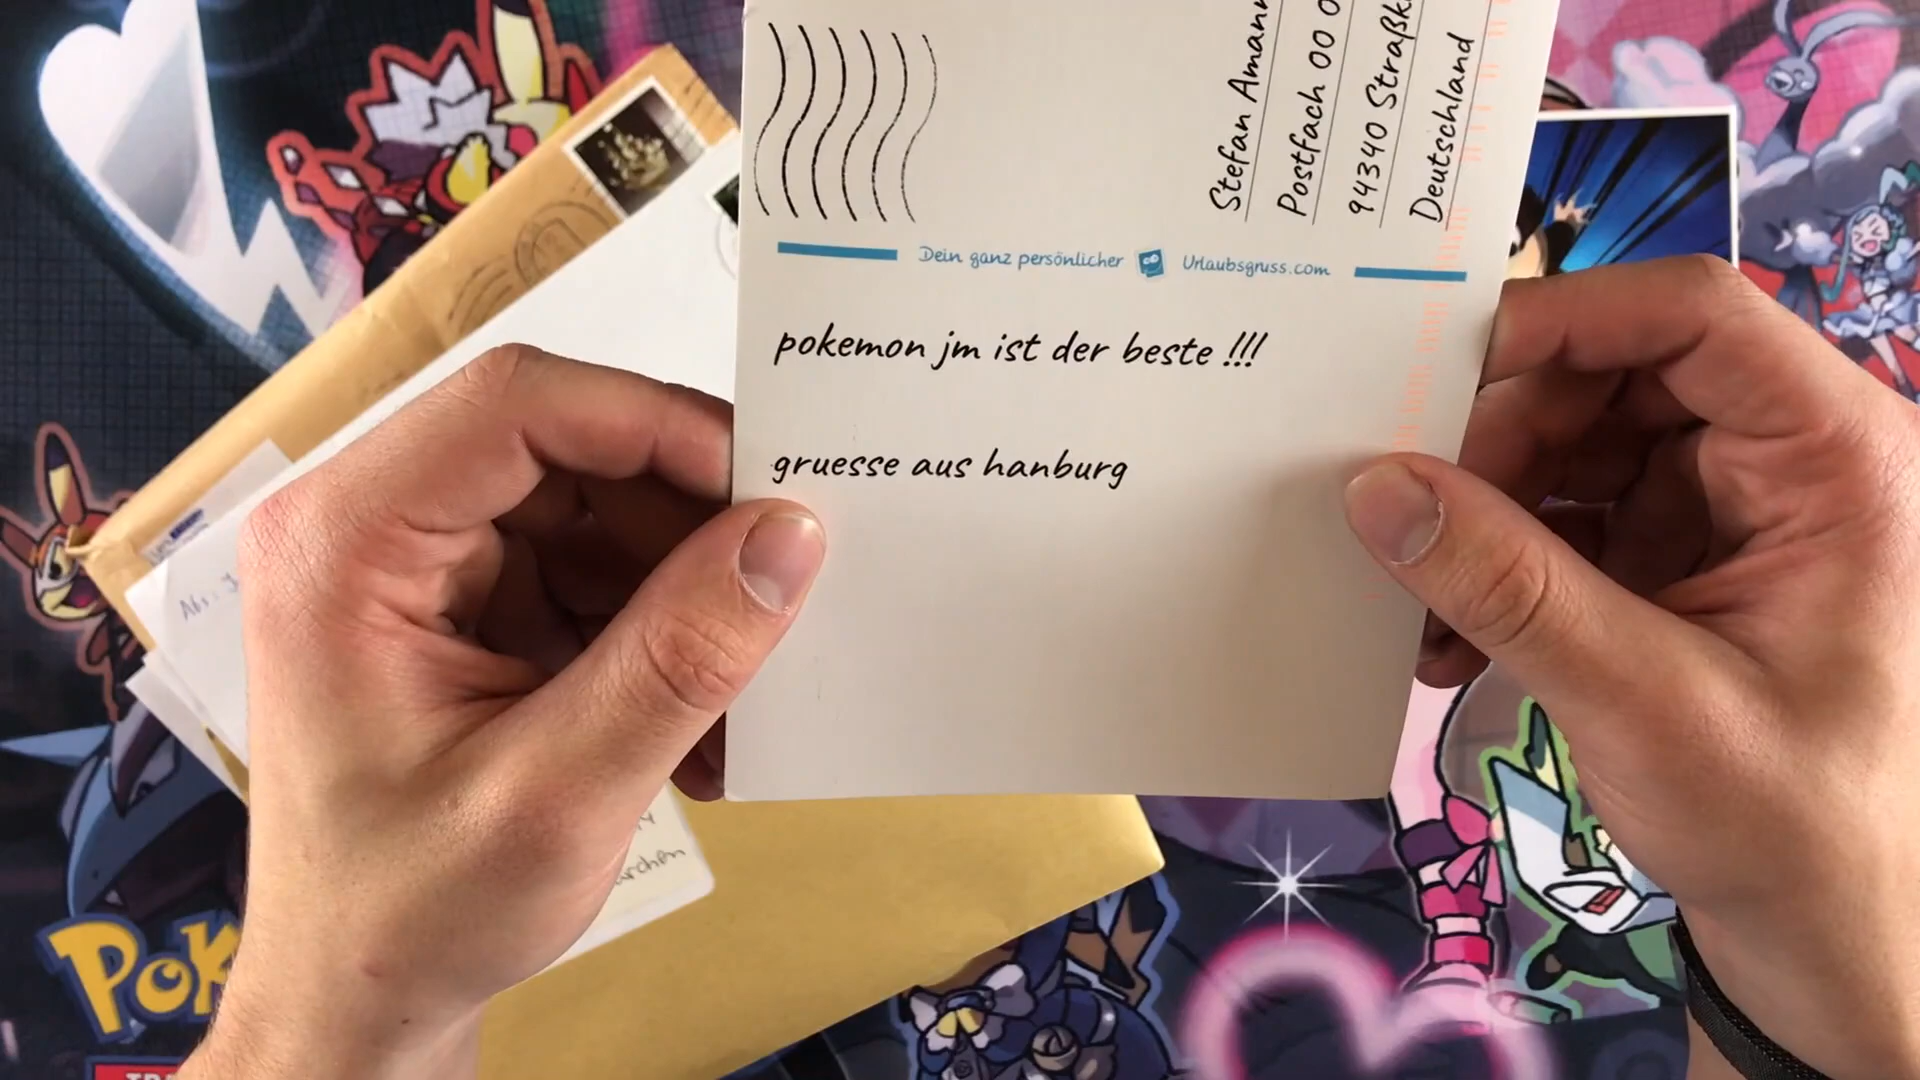 Stefan Amann
Postfach 00 0
94340 Straßk
Deutschland
Dein ganz persönlicher Urlaubsgruss.com
pokemon jm ist der beste !!!
gruesse aus hanburg
Pok